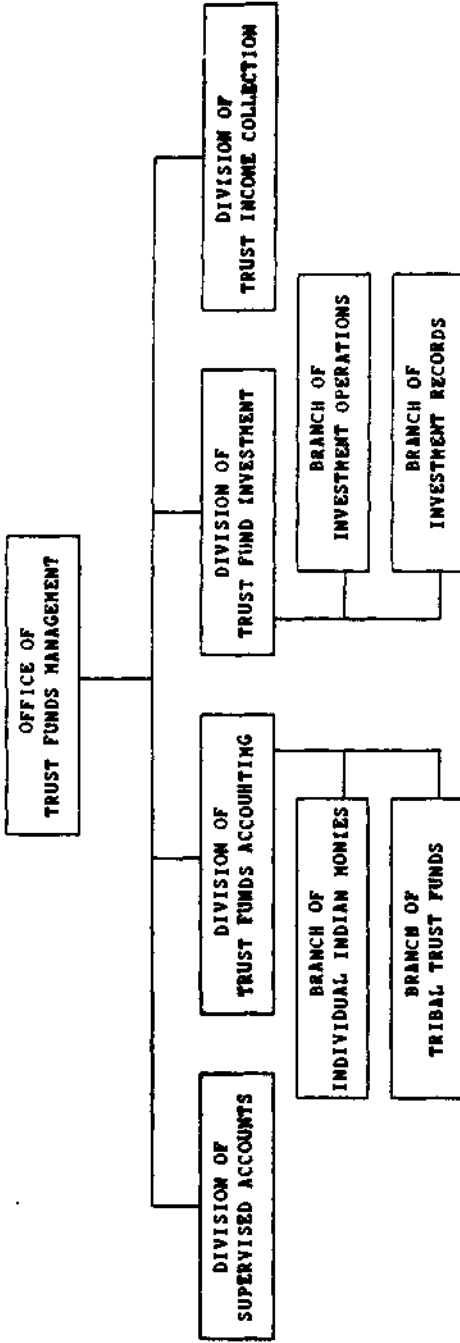 OFFICE OF
TRUST FUNDS MANAGEMENT
DIVISION OF
SUPERVISED ACCOUNTS
DIVISION OF
TRUST FUNDS ACCOUNTING
DIVISION OF
TRUST FUND INVESTMENT
DIVISION OF
TRUST INCOME COLLECTION
BRANCH OF
INDIVIDUAL INDIAN MONIES
BRANCH OF
TRIBAL TRUST FUNDS
BRANCH OF
INVESTMENT OPERATIONS
BRANCH OF
INVESTMENT RECORDS